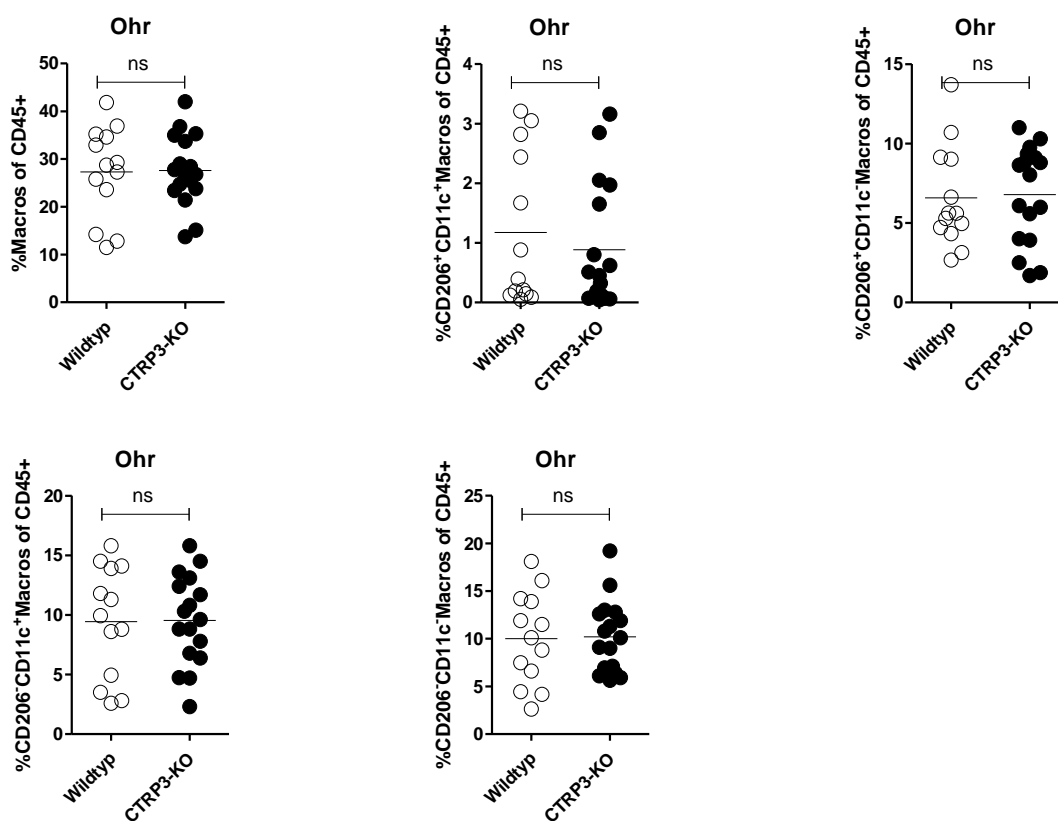 Ohr
ns
%Macros of CD45+
50
40
30
20
10
0
Wildtyp
CTRP3-KO
Ohr
ns
%CD206⁺CD11c⁺Macros of CD45+
4
3
2
1
0
Wildtyp
CTRP3-KO
Ohr
ns
%CD206⁺CD11c⁻Macros of CD45+
15
10
5
0
Wildtyp
CTRP3-KO
Ohr
ns
%CD206⁻CD11c⁺Macros of CD45+
20
15
10
5
0
Wildtyp
CTRP3-KO
Ohr
ns
%CD206⁻CD11c⁻Macros of CD45+
25
20
15
10
5
0
Wildtyp
CTRP3-KO